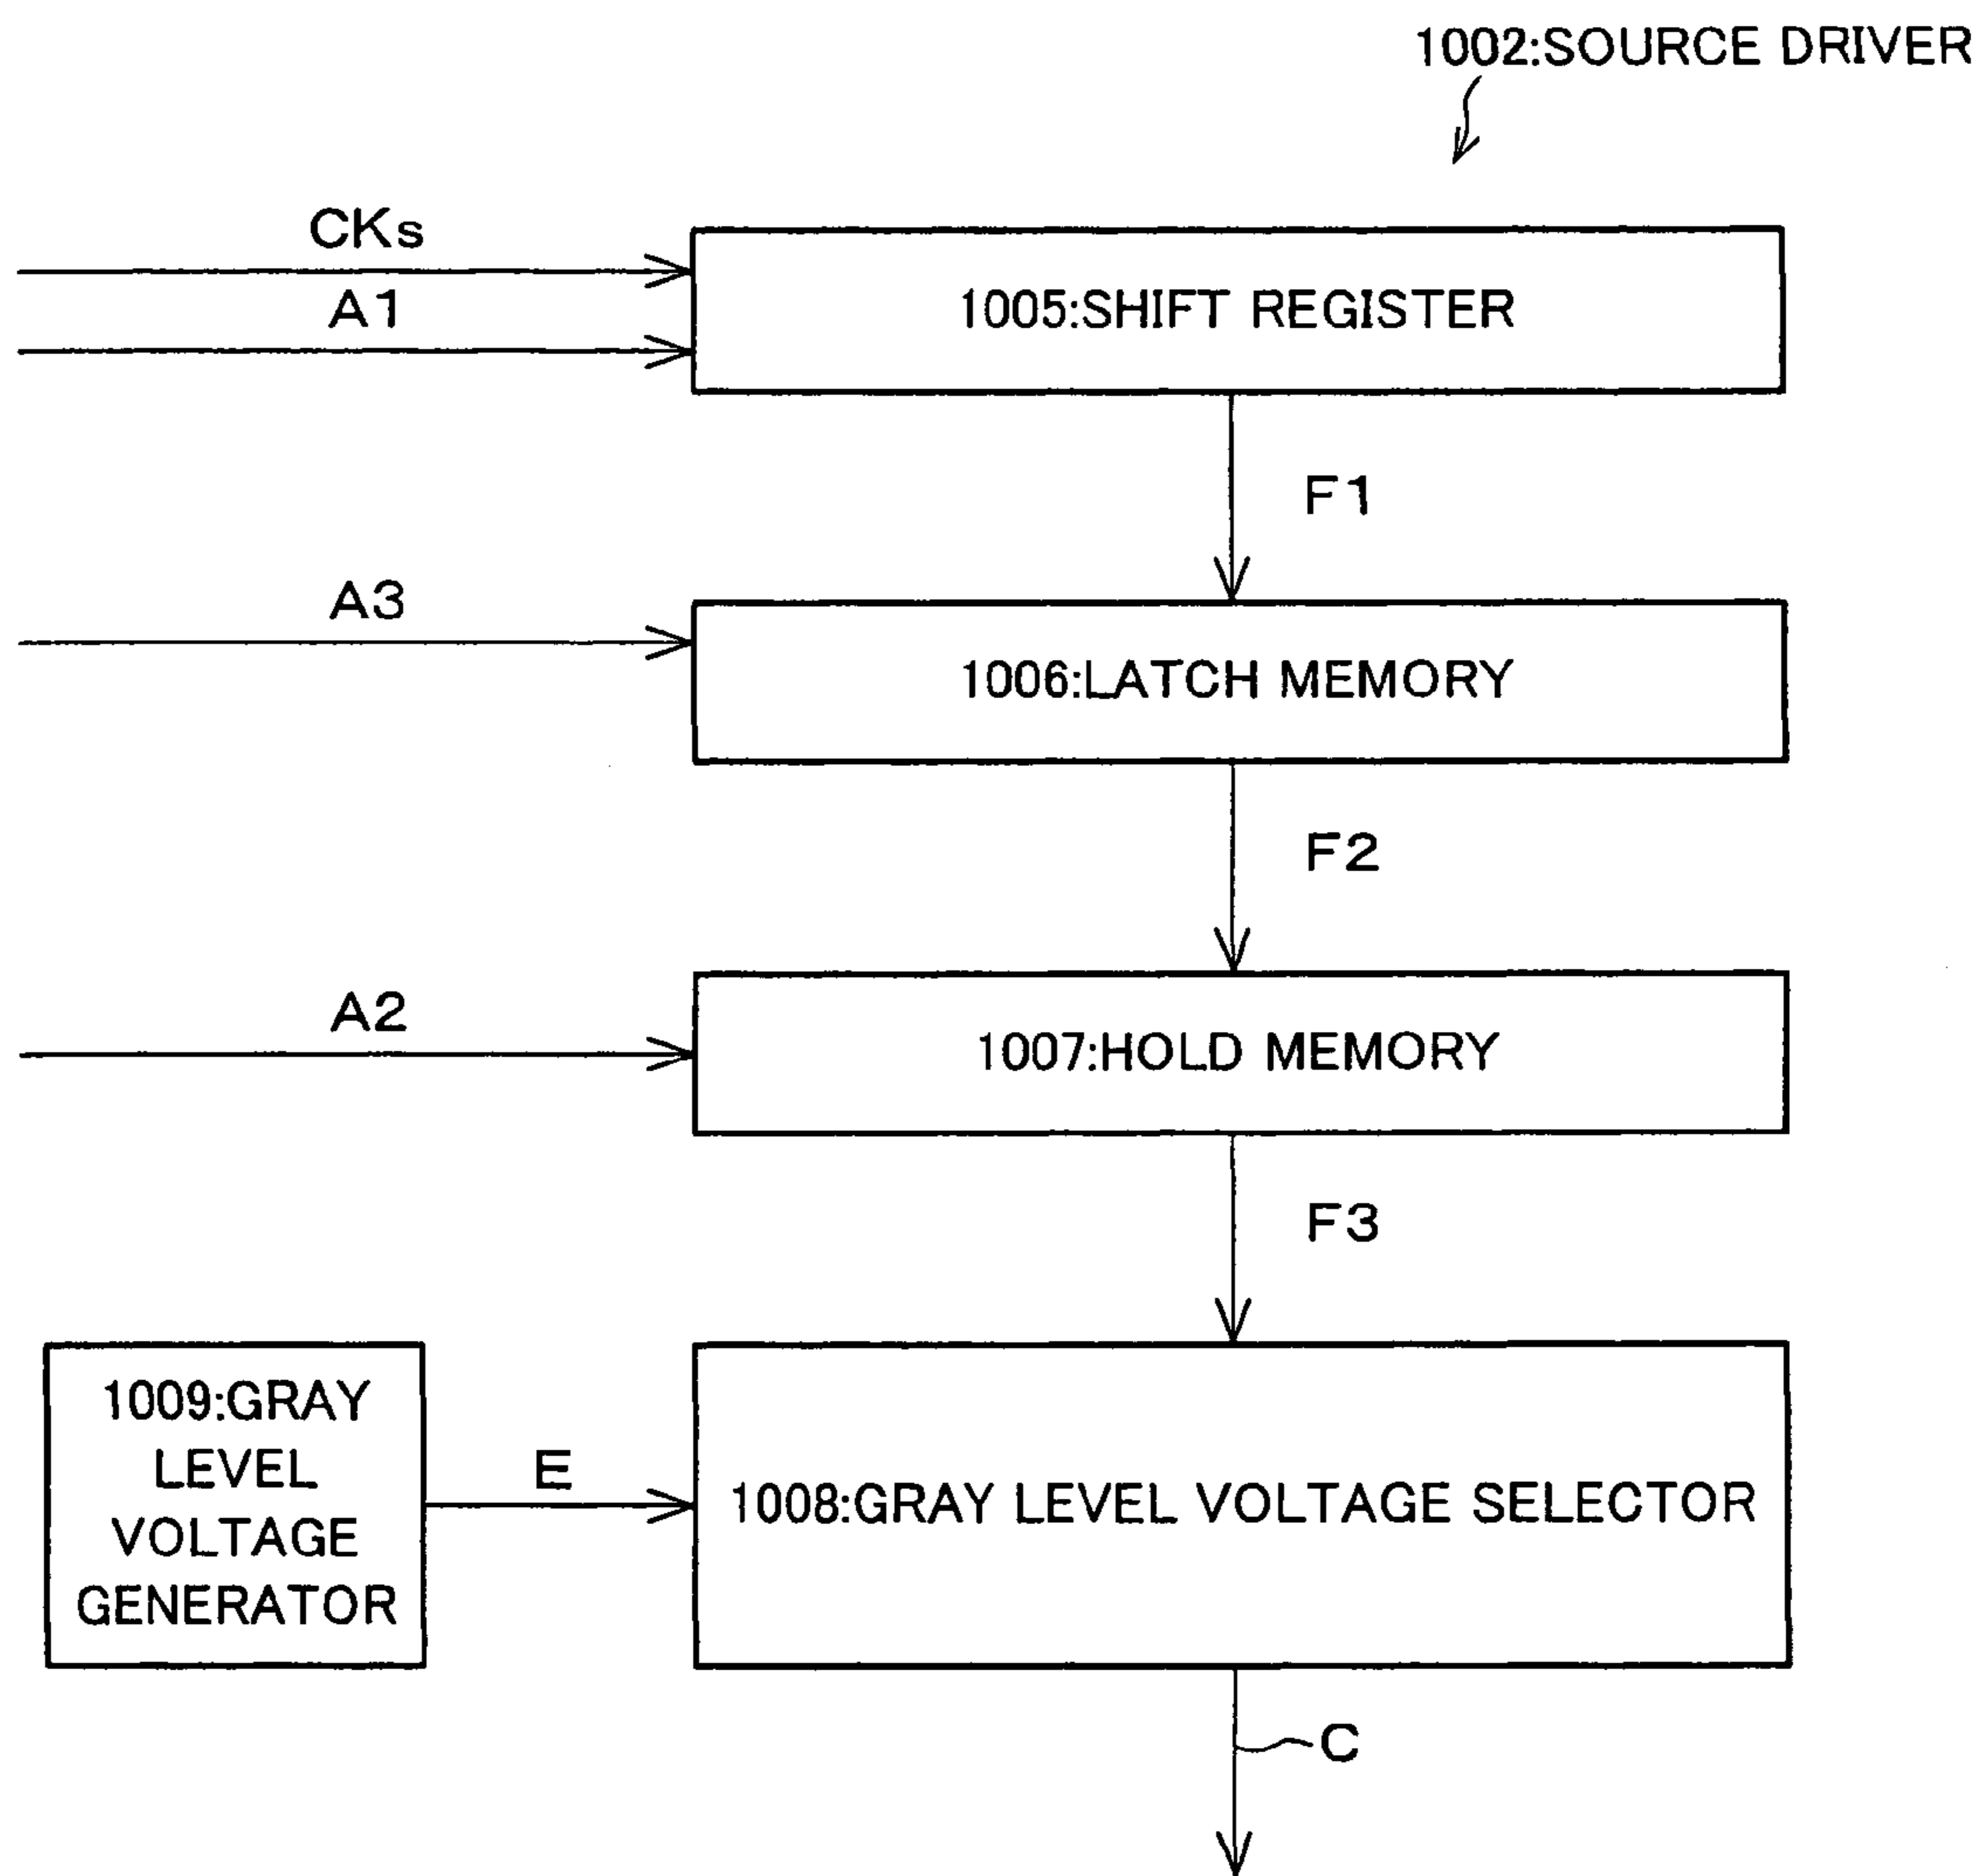 1002:SOURCE DRIVER
CKs
A1
1005:SHIFT REGISTER
F1
A3
1006:LATCH MEMORY
F2
A2
1007:HOLD MEMORY
F3
1009:GRAY
LEVEL
VOLTAGE
GENERATOR
E
1008:GRAY LEVEL VOLTAGE SELECTOR
C